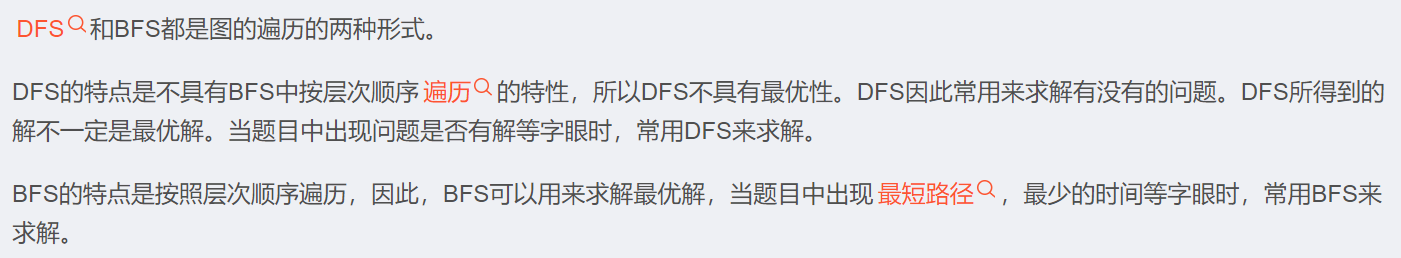 DFS和BFS都是图的遍历的两种形式。
DFS的特点是不具有BFS中按层次顺序遍历的特性，所以DFS不具有最优性。DFS因此常用来求解有没有的问题。DFS所得到的
解不一定是最优解。当题目中出现问题是否有解等字眼时，常用DFS来求解。
BFS的特点是按照层次顺序遍历，因此，BFS可以用来求解最优解，当题目中出现最短路径，最少的时间等字眼时，常用BFS来
求解。